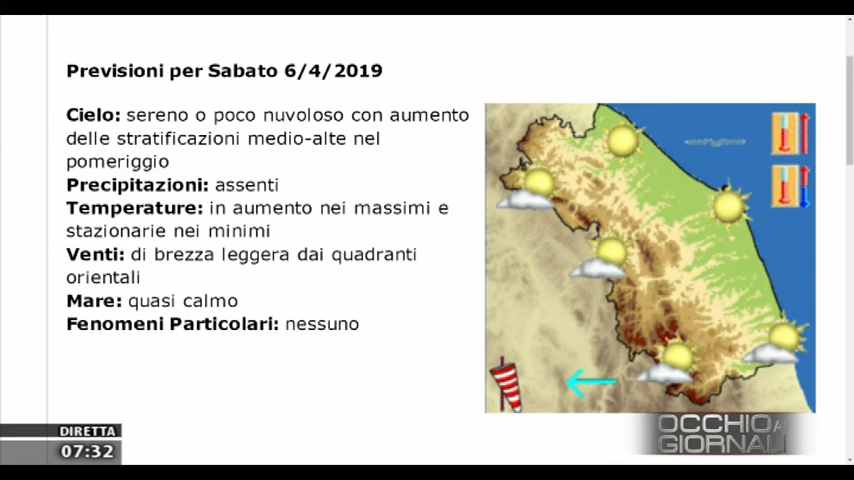 Previsioni per Sabato 6/4/2019
Cielo: sereno o poco nuvoloso con aumento
delle stratificazioni medio-alte nel
pomeriggio
Precipitazioni: assenti
Temperature: in aumento nei massimi e
stazionarie nei minimi
Venti: di brezza leggera dai quadranti
orientali
Mare: quasi calmo
Fenomeni Particolari: nessuno
DIRETTA
07:32
OCCHIO AI
GIORNALI